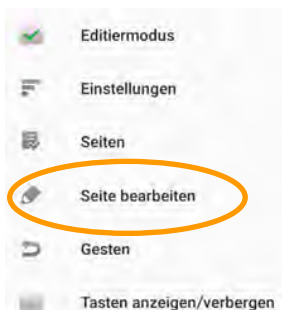 Editiermodus
Einstellungen
Seiten
Seite bearbeiten
Gesten
Tasten anzeigen/verbergen